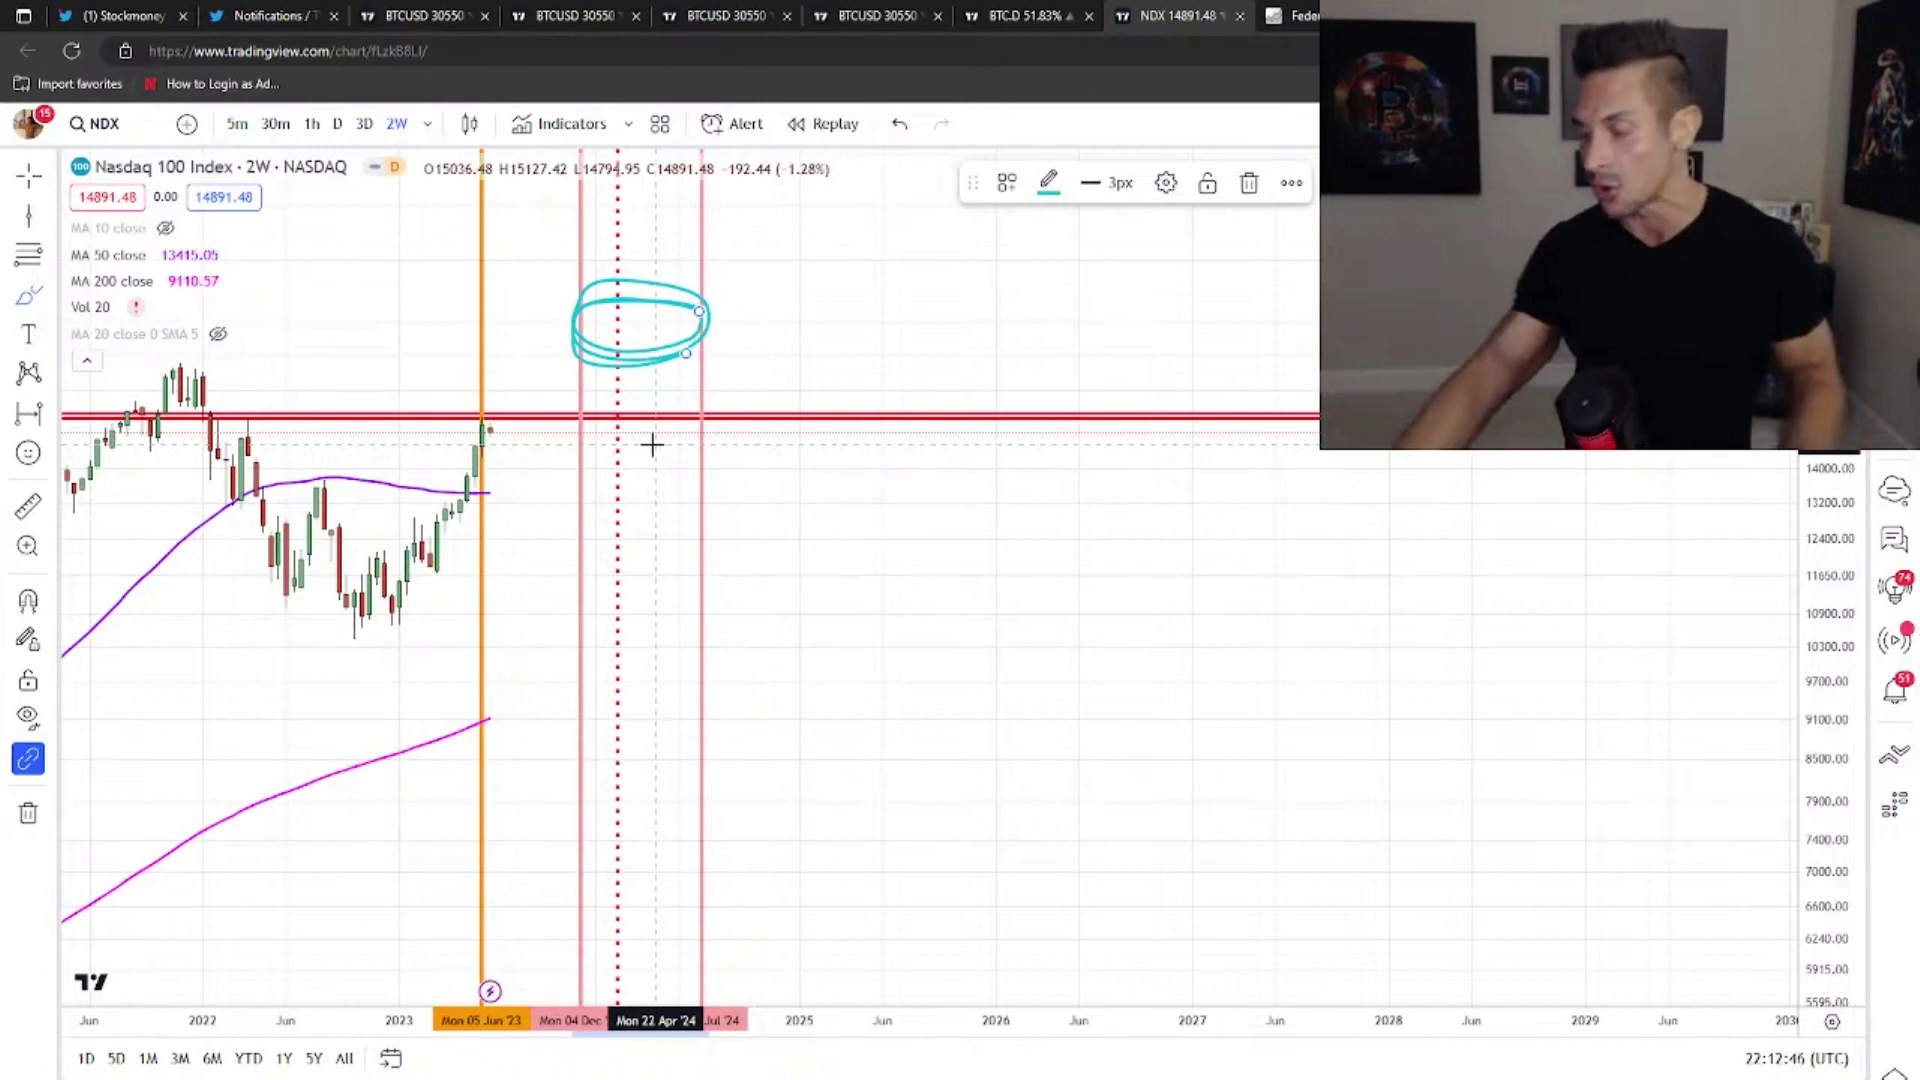 (1) Stockmoney
Notifications / T
BTCUSD 30550
BTCUSD 30550
BTCUSD 30550
BTCUSD 30550
BTC.D 51.83%
NDX 14891.48
Feder
https://www.tradingview.com/chart/fLzkB8LI/
Import favorites
How to Login as Ad...
15
NDX
5m 30m 1h D 3D 2W
Indicators
Alert
Replay
100 Nasdaq 100 Index · 2W · NASDAQ
D
O15036.48 H15127.42 L14794.95 C14891.48 -192.44 (-1.28%)
3px
14891.48 0.00 14891.48
MA 10 close
MA 50 close 13415.05
MA 200 close 9110.57
Vol 20 !
MA 20 close 0 SMA 5
14000.00
13200.00
12400.00
11650.00
10900.00
10300.00
9700.00
9100.00
8500.00
7900.00
7400.00
7000.00
6600.00
6240.00
5915.00
5595.00
74
51
Jun 2022 Jun 2023 Mon 05 Jun '23 Mon 04 Dec Mon 22 Apr '24 Jul '24 2025 Jun 2026 Jun 2027 Jun 2028 Jun 2029 Jun
1D 5D 1M 3M 6M YTD 1Y 5Y All
22:12:46 (UTC)